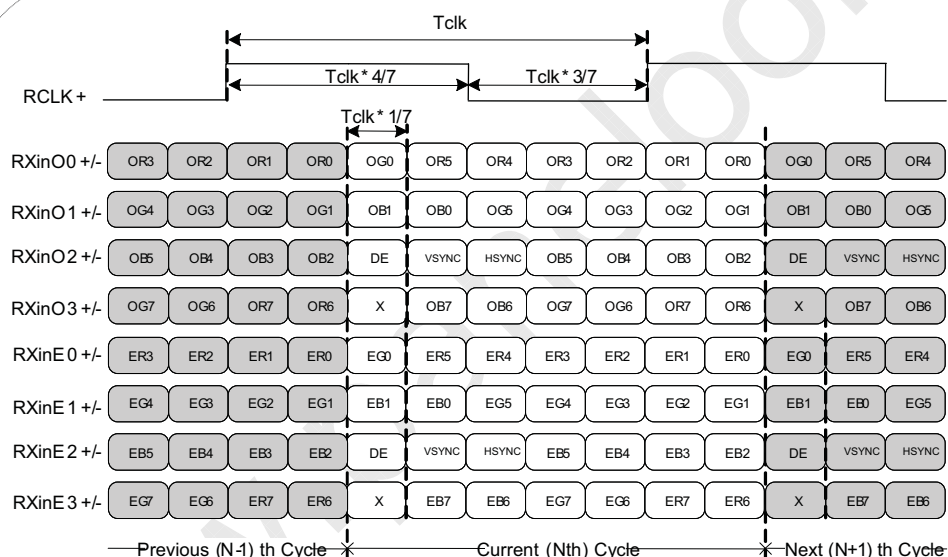 Tclk
Tclk * 4/7 Tclk * 3/7
RCLK +
Tclk * 1/7
RXinO0 +/- OR3 OR2 OR1 OR0 OG0 OR5 OR4 OR3 OR2 OR1 OR0 OG0 OR5 OR4
RXinO1 +/- OG4 OG3 OG2 OG1 OB1 OB0 OG5 OG4 OG3 OG2 OG1 OB1 OB0 OG5
RXinO2 +/- OB5 OB4 OB3 OB2 DE VSYNC HSYNC OB5 OB4 OB3 OB2 DE VSYNC HSYNC
RXinO3 +/- OG7 OG6 OR7 OR6 X OB7 OB6 OG7 OG6 OR7 OR6 X OB7 OB6
RXinE0 +/- ER3 ER2 ER1 ER0 EG0 ER5 ER4 ER3 ER2 ER1 ER0 EG0 ER5 ER4
RXinE1 +/- EG4 EG3 EG2 EG1 EB1 EB0 EG5 EG4 EG3 EG2 EG1 EB1 EB0 EG5
RXinE2 +/- EB5 EB4 EB3 EB2 DE VSYNC HSYNC EB5 EB4 EB3 EB2 DE VSYNC HSYNC
RXinE3 +/- EG7 EG6 ER7 ER6 X EB7 EB6 EG7 EG6 ER7 ER6 X EB7 EB6
Previous (N-1) th Cycle Current (Nth) Cycle Next (N+1) th Cycle